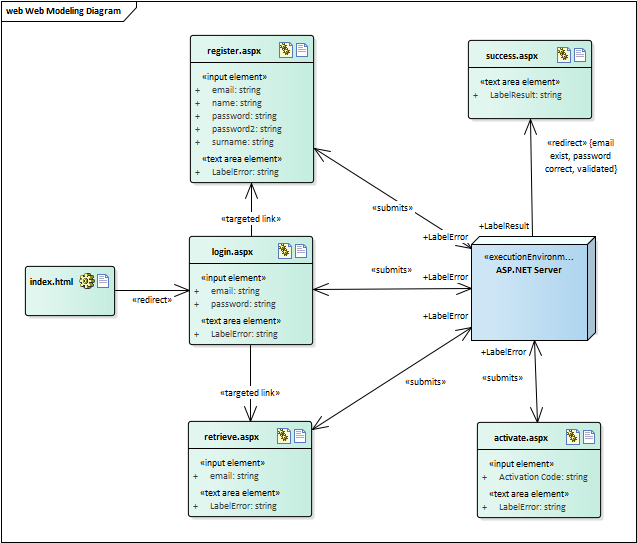 web Web Modeling Diagram
register.aspx
«input element»
+ email: string
+ name: string
+ password: string
+ password2: string
+ surname: string
«text area element»
+ LabelError: string
success.aspx
«text area element»
+ LabelResult: string
«redirect» {email
exist, password
correct, validated}
«submits»
«targeted link»
+LabelResult
+LabelError
login.aspx
«input element»
+ email: string
+ password: string
«text area element»
+ LabelError: string
«executionEnvironm...
ASP.NET Server
«submits»
+LabelError
index.html
«redirect»
+LabelError
+LabelError
«submits»
«submits»
«targeted link»
retrieve.aspx
«input element»
+ email: string
«text area element»
+ LabelError: string
activate.aspx
«input element»
+ Activation Code: string
«text area element»
+ LabelError: string